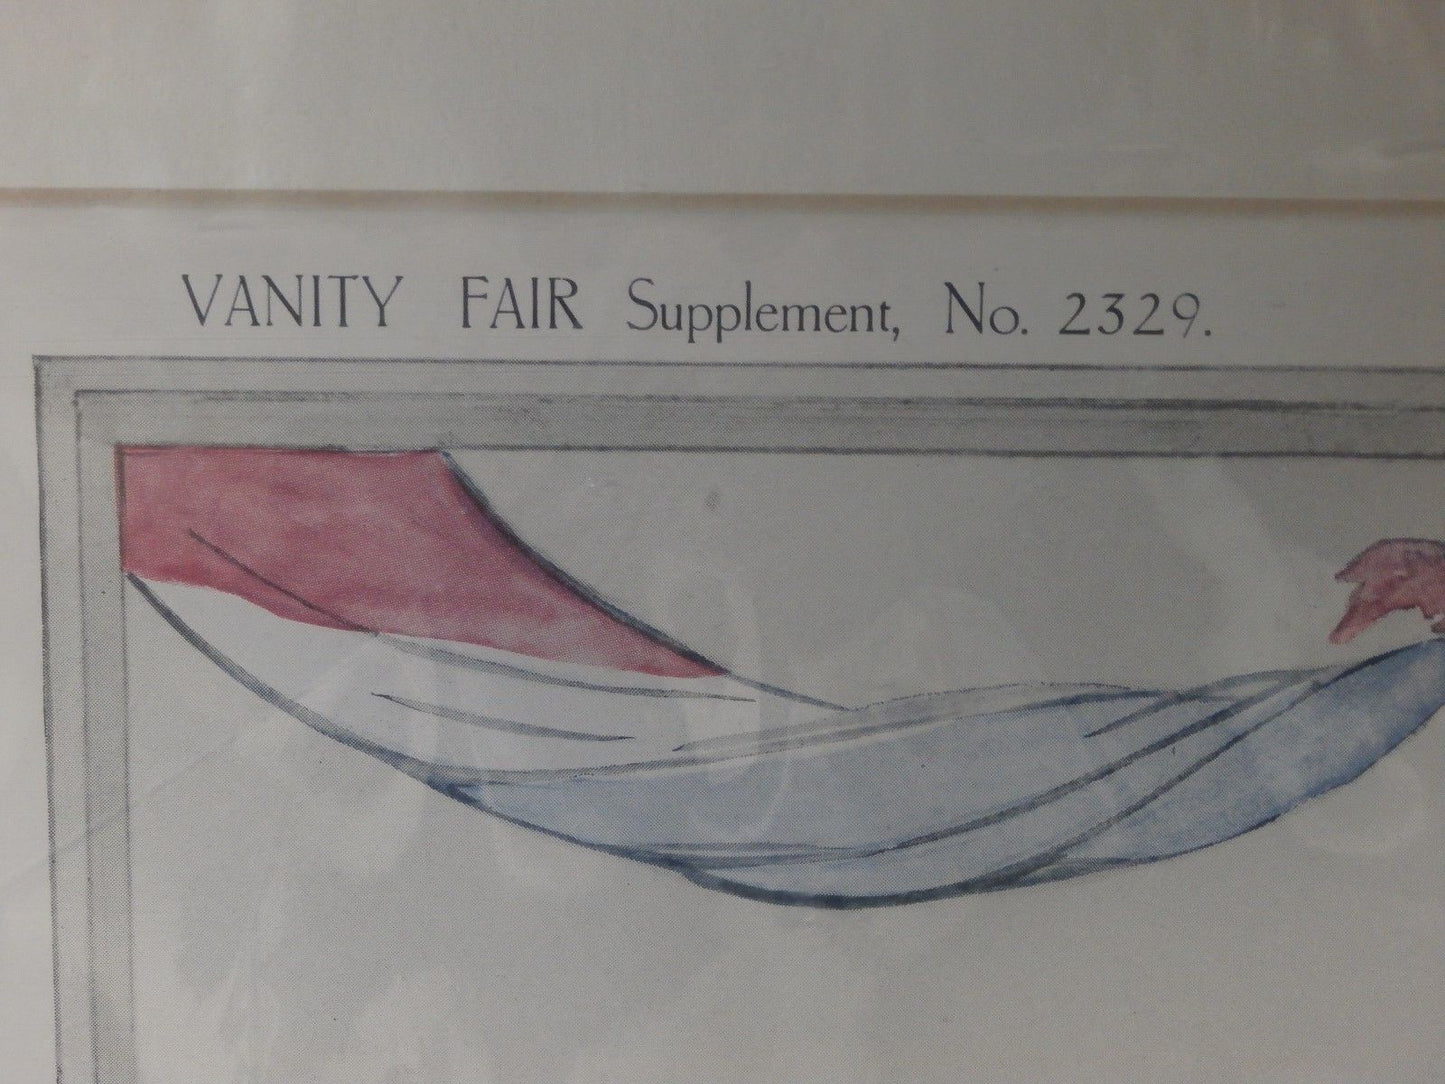 VANITY FAIR Supplement, No. 2329.